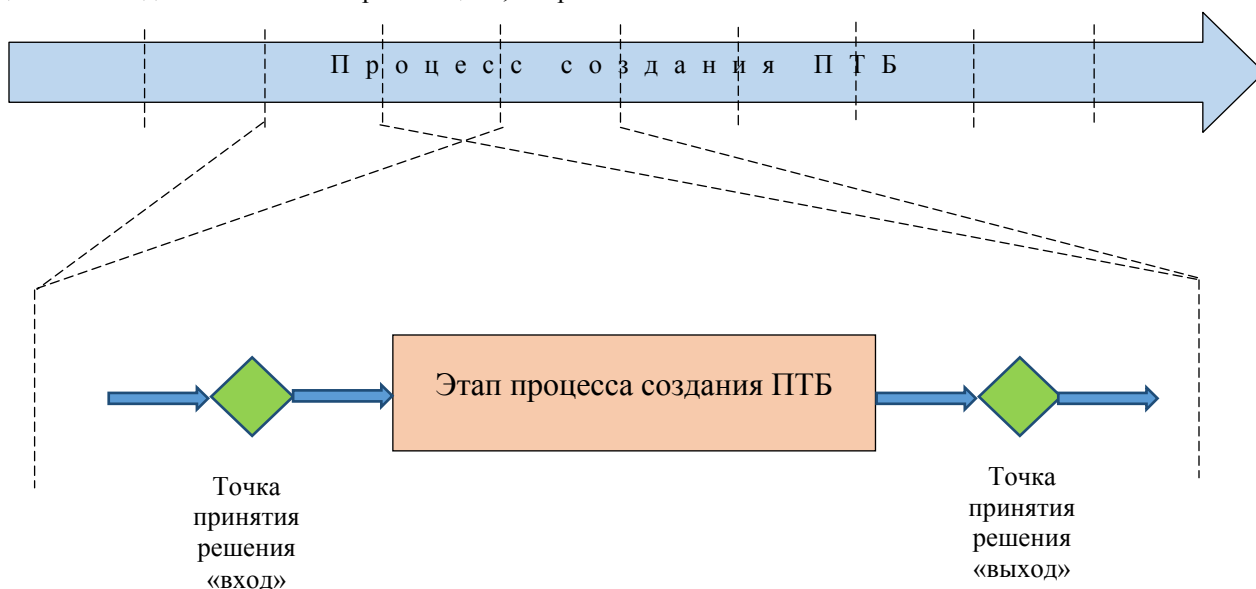 П р о ц е с с   с о з д а н и я   П Т Б
Этап процесса создания ПТБ
Точка
принятия
решения
«вход»
Точка
принятия
решения
«выход»